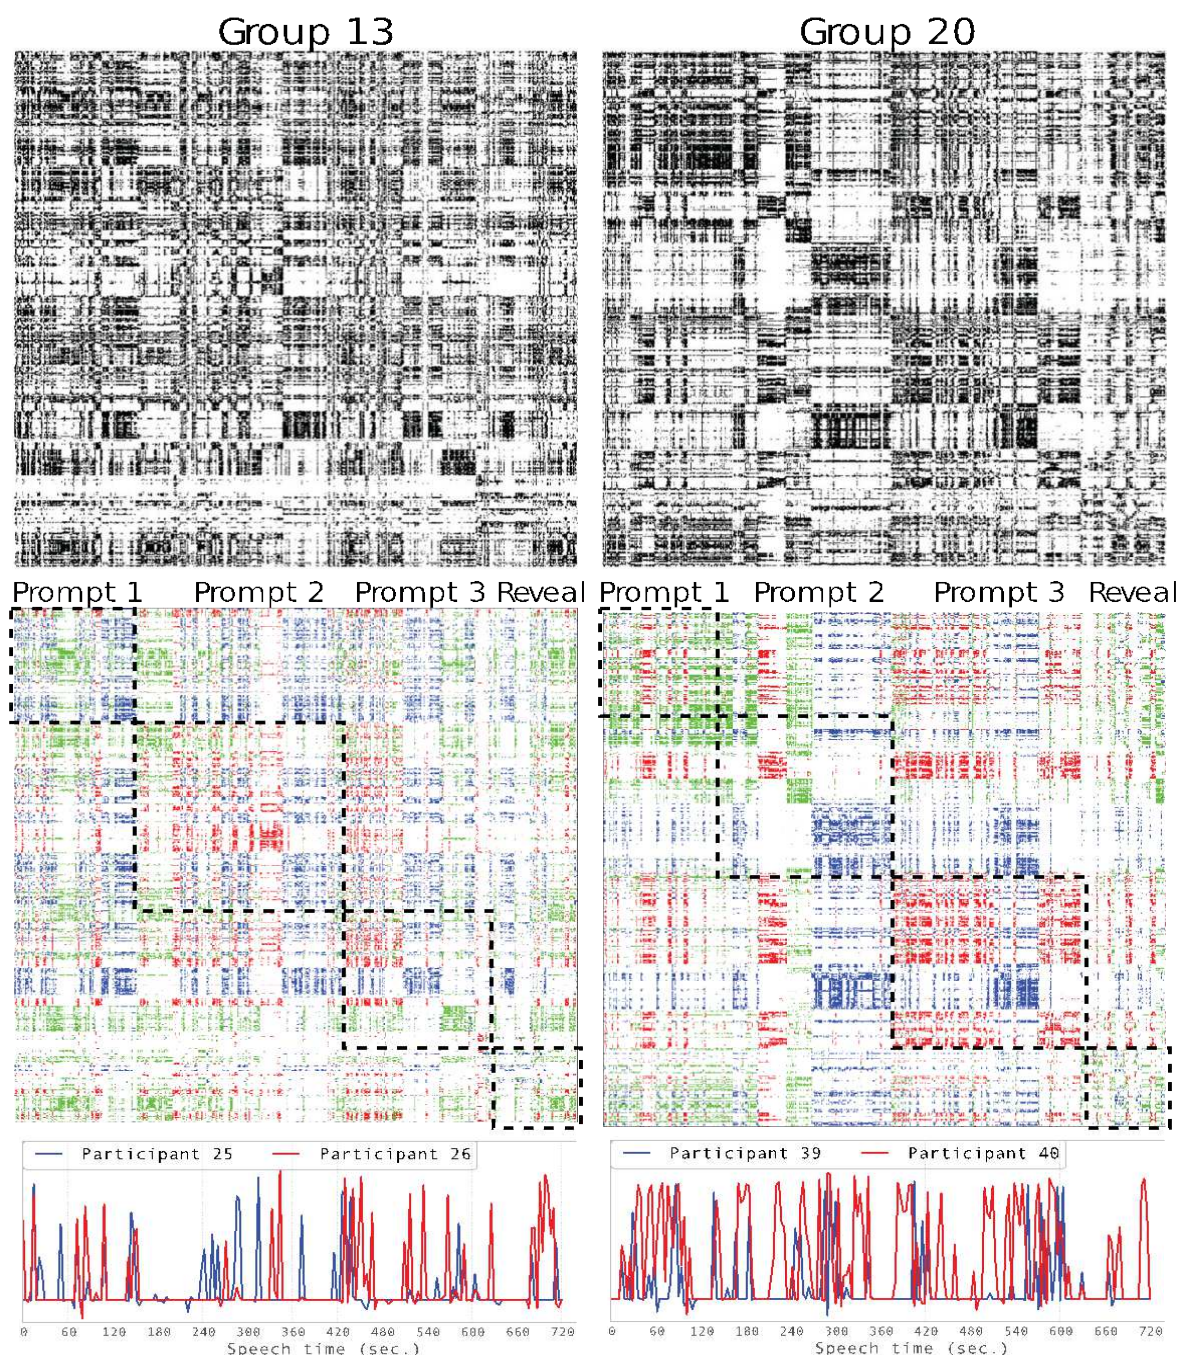 Group 13
Group 20
Prompt 1 Prompt 2 Prompt 3 Reveal
Prompt 1 Prompt 2 Prompt 3 Reveal
Participant 25 Participant 26
Participant 39 Participant 40
0 60 120 180 240 300 360 420 480 540 600 660 720
0 60 120 180 240 300 360 420 480 540 600 660 720
Speech time (sec.)
Speech time (sec.)